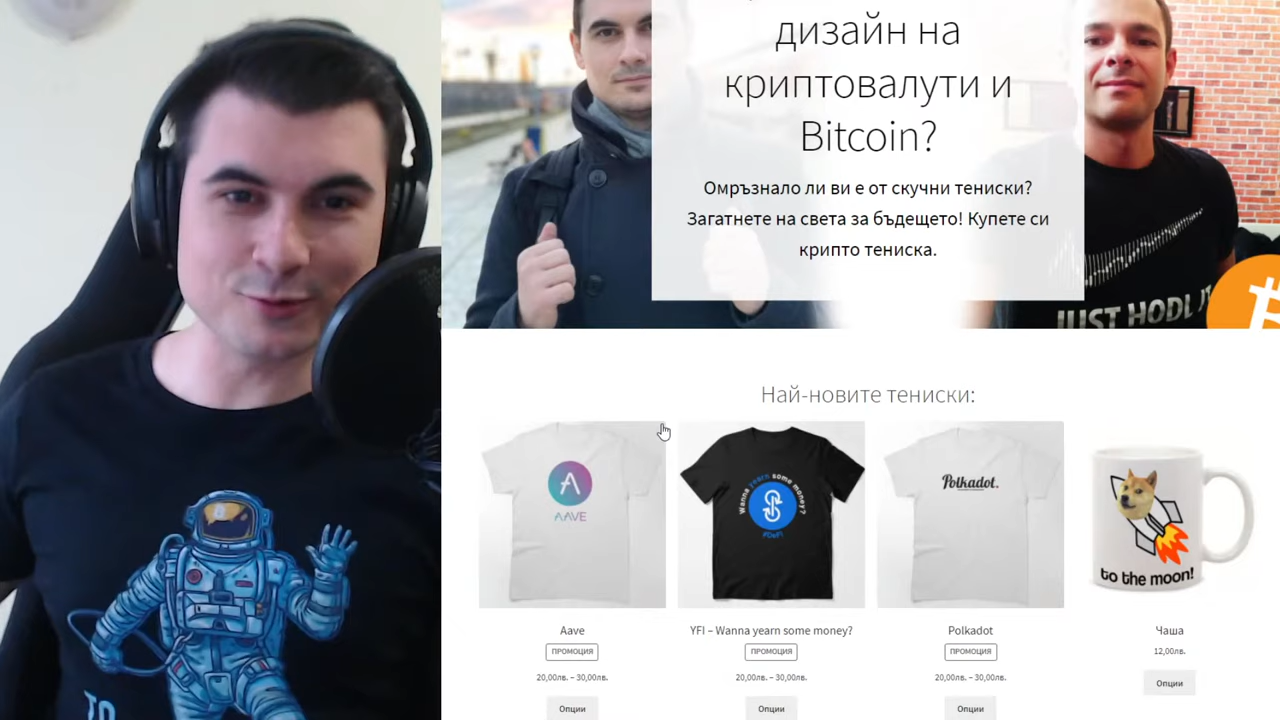 дизайн на
криптовалути и
Bitcoin?
Омръзнало ли ви е от скучни тениски?
Загатнете на света за бъдещето! Купете си
крипто тениска.
JUST HODL
TO
Най-новите тениски:
AAVE
Wanna yearn some money?
#DeFi
Polkadot.
to the moon!
Aave
YFI – Wanna yearn some money?
Polkadot
Чаша
ПРОМОЦИЯ
ПРОМОЦИЯ
ПРОМОЦИЯ
12,00лв.
20,00лв. – 30,00лв.
20,00лв. – 30,00лв.
20,00лв. – 30,00лв.
Опции
Опции
Опции
Опции